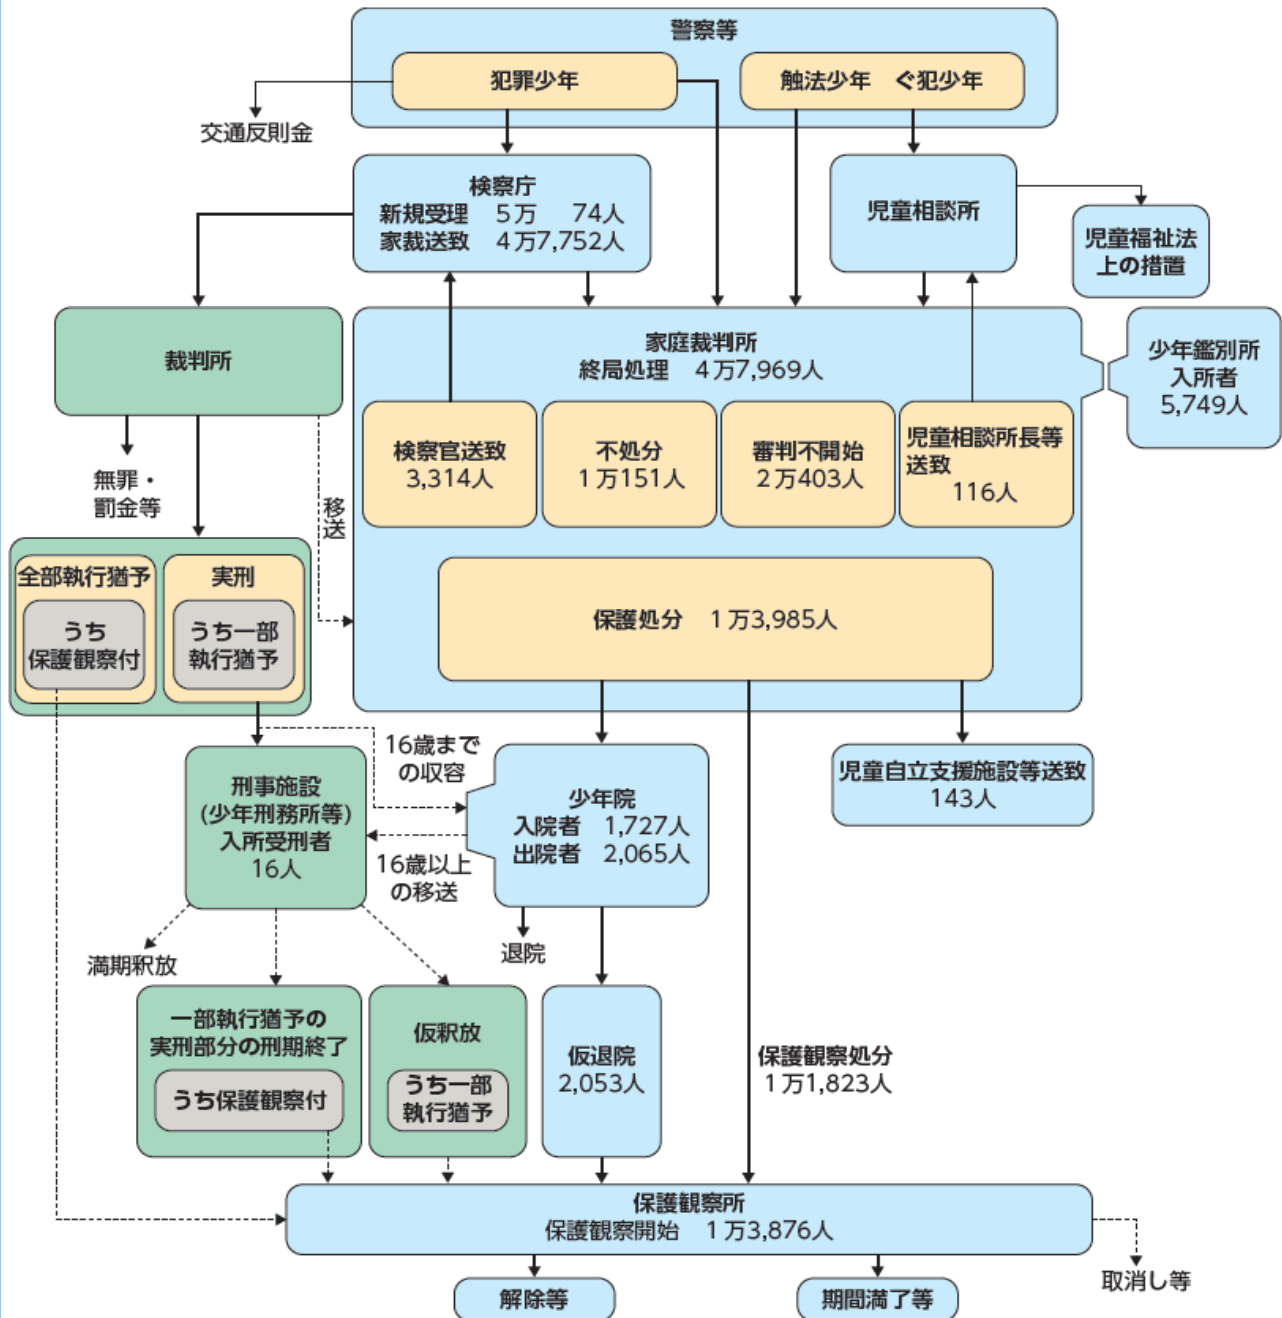 警察等
犯罪少年
触法少年　ぐ犯少年
交通反則金
検察庁
新規受理　5万　　74人
家裁送致　4万7,752人
児童相談所
児童福祉法
上の措置
裁判所
家庭裁判所
終局処理　4万7,969人
少年鑑別所
入所者
5,749人
検察官送致
3,314人
不処分
1万151人
審判不開始
2万403人
児童相談所長等
送致
116人
無罪・
罰金等
移送
全部執行猶予
うち
保護観察付
実刑
うち一部
執行猶予
保護処分　1万3,985人
16歳まで
の収容
刑事施設
(少年刑務所等)
入所受刑者
16人
少年院
入院者　1,727人
出院者　2,065人
児童自立支援施設等送致
143人
16歳以上
の移送
満期釈放
退院
一部執行猶予の
実刑部分の刑期終了
うち保護観察付
仮釈放
うち一部
執行猶予
仮退院
2,053人
保護観察処分
1万1,823人
保護観察所
保護観察開始　1万3,876人
取消し等
解除等
期間満了等